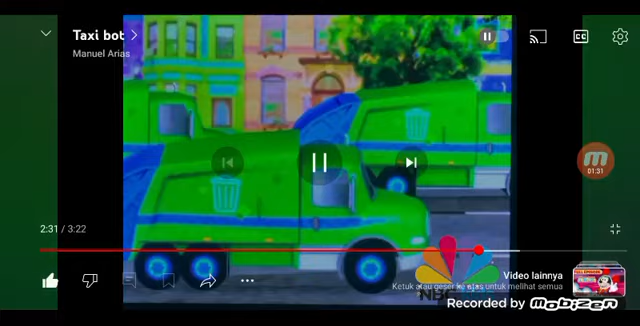 Taxi bot
Manuel Arias
CC
01:31
2:31 / 3:22
Video lainnya
Ketuk atau geser ke atas untuk melihat semua
NBC
Recorded by Mobizen